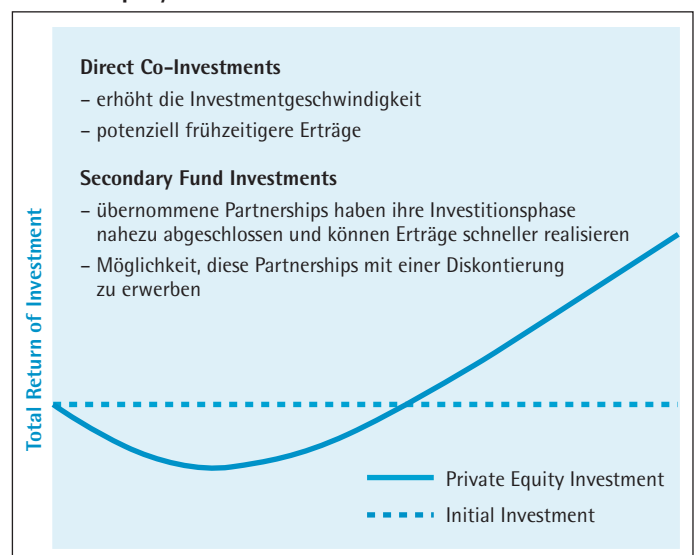 Direct Co-Investments
– erhöht die Investmentgeschwindigkeit
– potenziell frühzeitigere Erträge
Secondary Fund Investments
– übernommene Partnerships haben ihre Investitionsphase
nahezu abgeschlossen und können Erträge schneller realisieren
– Möglichkeit, diese Partnerships mit einer Diskontierung
zu erwerben
Total Return of Investment
Private Equity Investment
Initial Investment